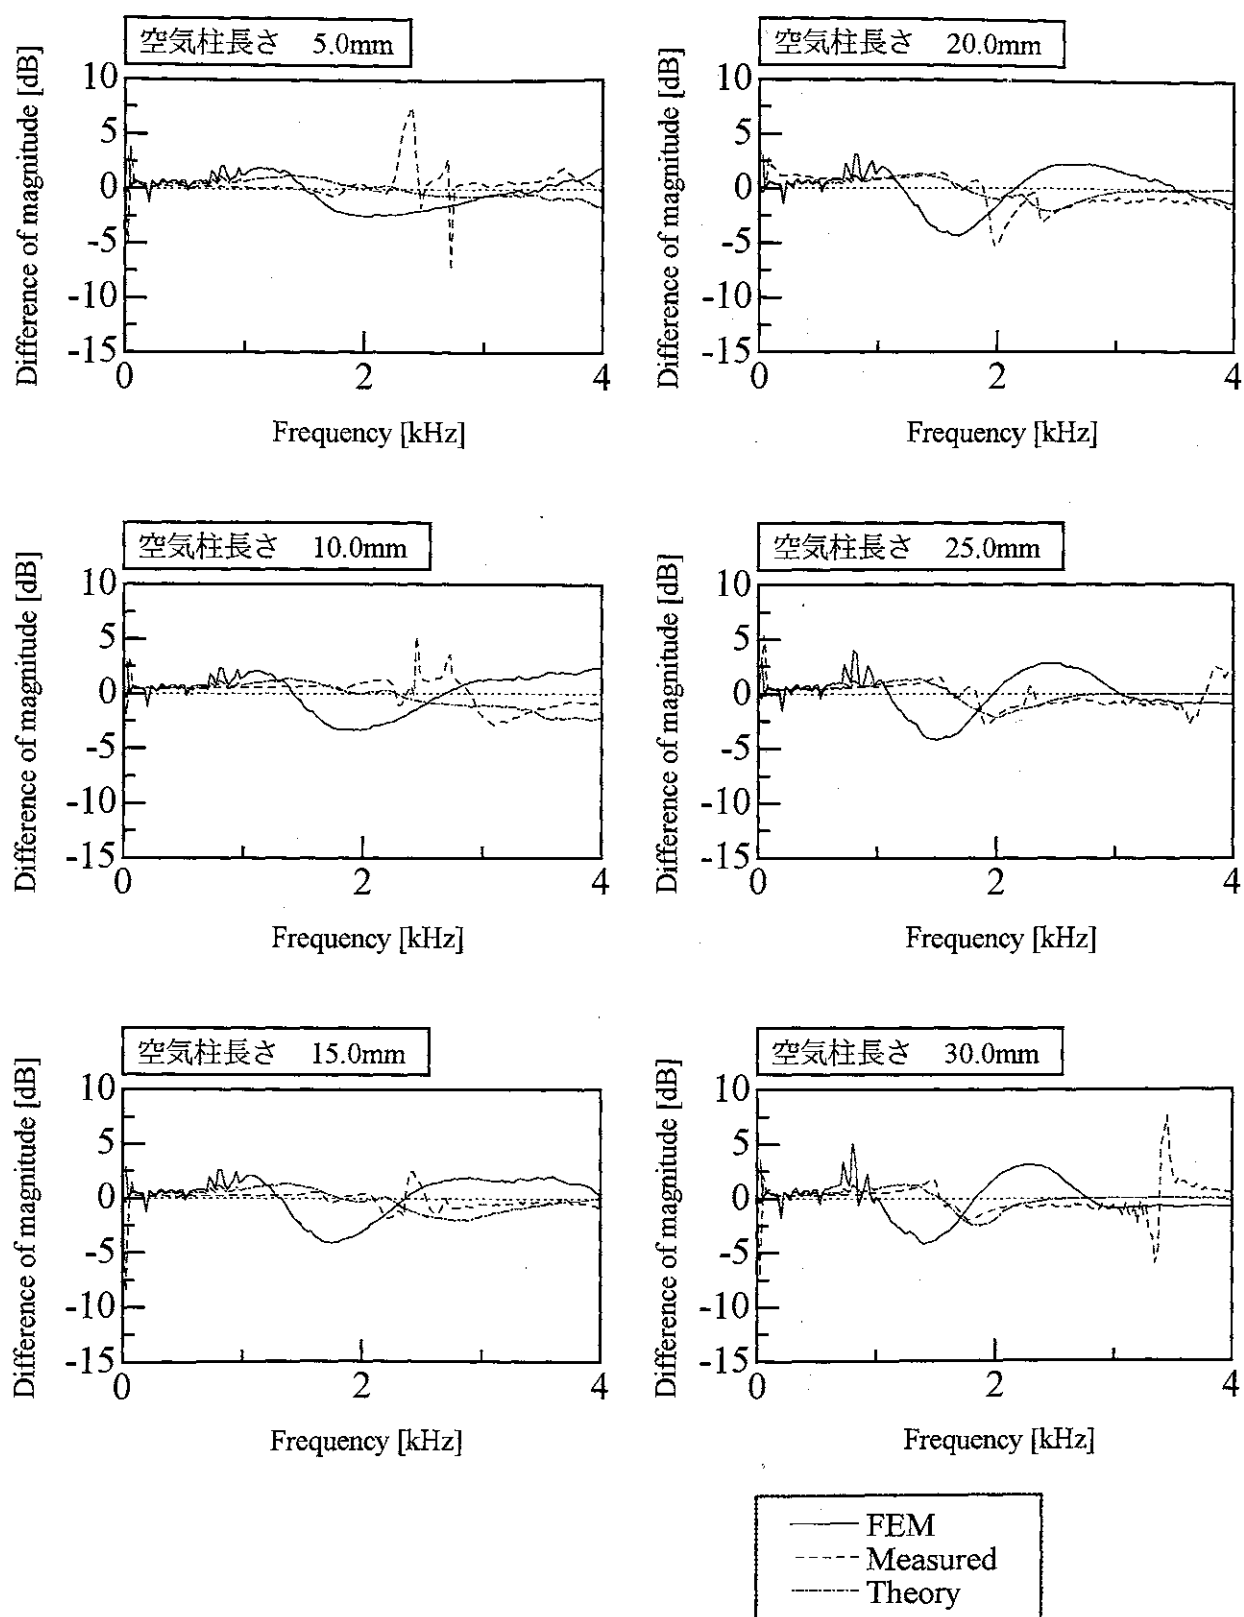 空気柱長さ 5.0mm
Difference of magnitude [dB]
10
5
0
-5
-10
-15
0
2
4
Frequency [kHz]
空気柱長さ 20.0mm
Difference of magnitude [dB]
10
5
0
-5
-10
-15
0
2
4
Frequency [kHz]
空気柱長さ 10.0mm
Difference of magnitude [dB]
10
5
0
-5
-10
-15
0
2
4
Frequency [kHz]
空気柱長さ 25.0mm
Difference of magnitude [dB]
10
5
0
-5
-10
-15
0
2
4
Frequency [kHz]
空気柱長さ 15.0mm
Difference of magnitude [dB]
10
5
0
-5
-10
-15
0
2
4
Frequency [kHz]
空気柱長さ 30.0mm
Difference of magnitude [dB]
10
5
0
-5
-10
-15
0
2
4
Frequency [kHz]
FEM
Measured
Theory